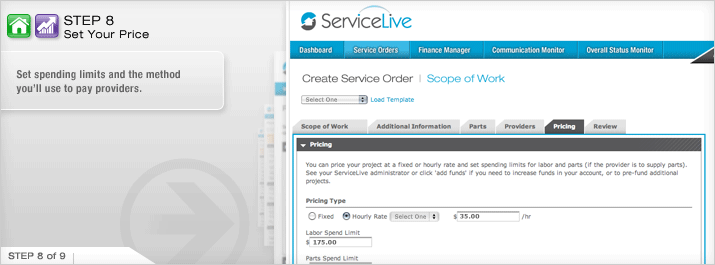 STEP 8
Set Your Price
Set spending limits and the method
you'll use to pay providers.
STEP 8 of 9
ServiceLive
Dashboard Service Orders Finance Manager Communication Monitor Overall Status Monitor
Create Service Order | Scope of Work
Select One Load Template
Scope of Work Additional Information Parts Providers Pricing Review
Pricing
You can price your project at a fixed or hourly rate and set spending limits for labor and parts (if the provider is to supply parts).
See your ServiceLive administrator or click 'add funds' if you need to increase funds in your account, or to pre-fund additional
projects.
Pricing Type
Fixed Hourly Rate Select One $ 35.00 /hr
Labor Spend Limit
$ 175.00
Parts Spend Limit